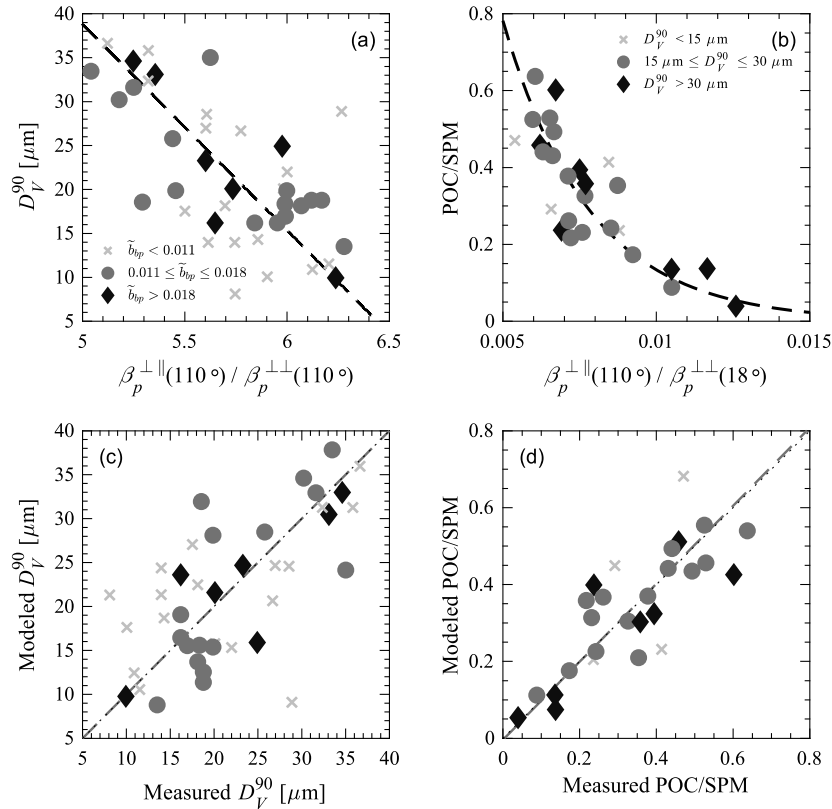 (a)
40
35
30
25
20
15
10
5
D_V^90 [μm]
b̃_bp < 0.011
0.011 ≤ b̃_bp ≤ 0.018
b̃_bp > 0.018
5 5.5 6 6.5
β_p^⊥∥(110°) / β_p^⊥⊥(110°)
(b)
0.8
0.6
0.4
0.2
0
POC/SPM
D_V^90 < 15 μm
15 μm ≤ D_V^90 ≤ 30 μm
D_V^90 > 30 μm
0.005 0.01 0.015
β_p^⊥∥(110°) / β_p^⊥⊥(18°)
(c)
40
35
30
25
20
15
10
5
Modeled D_V^90 [μm]
5 10 15 20 25 30 35 40
Measured D_V^90 [μm]
(d)
0.8
0.6
0.4
0.2
0
Modeled POC/SPM
0 0.2 0.4 0.6 0.8
Measured POC/SPM